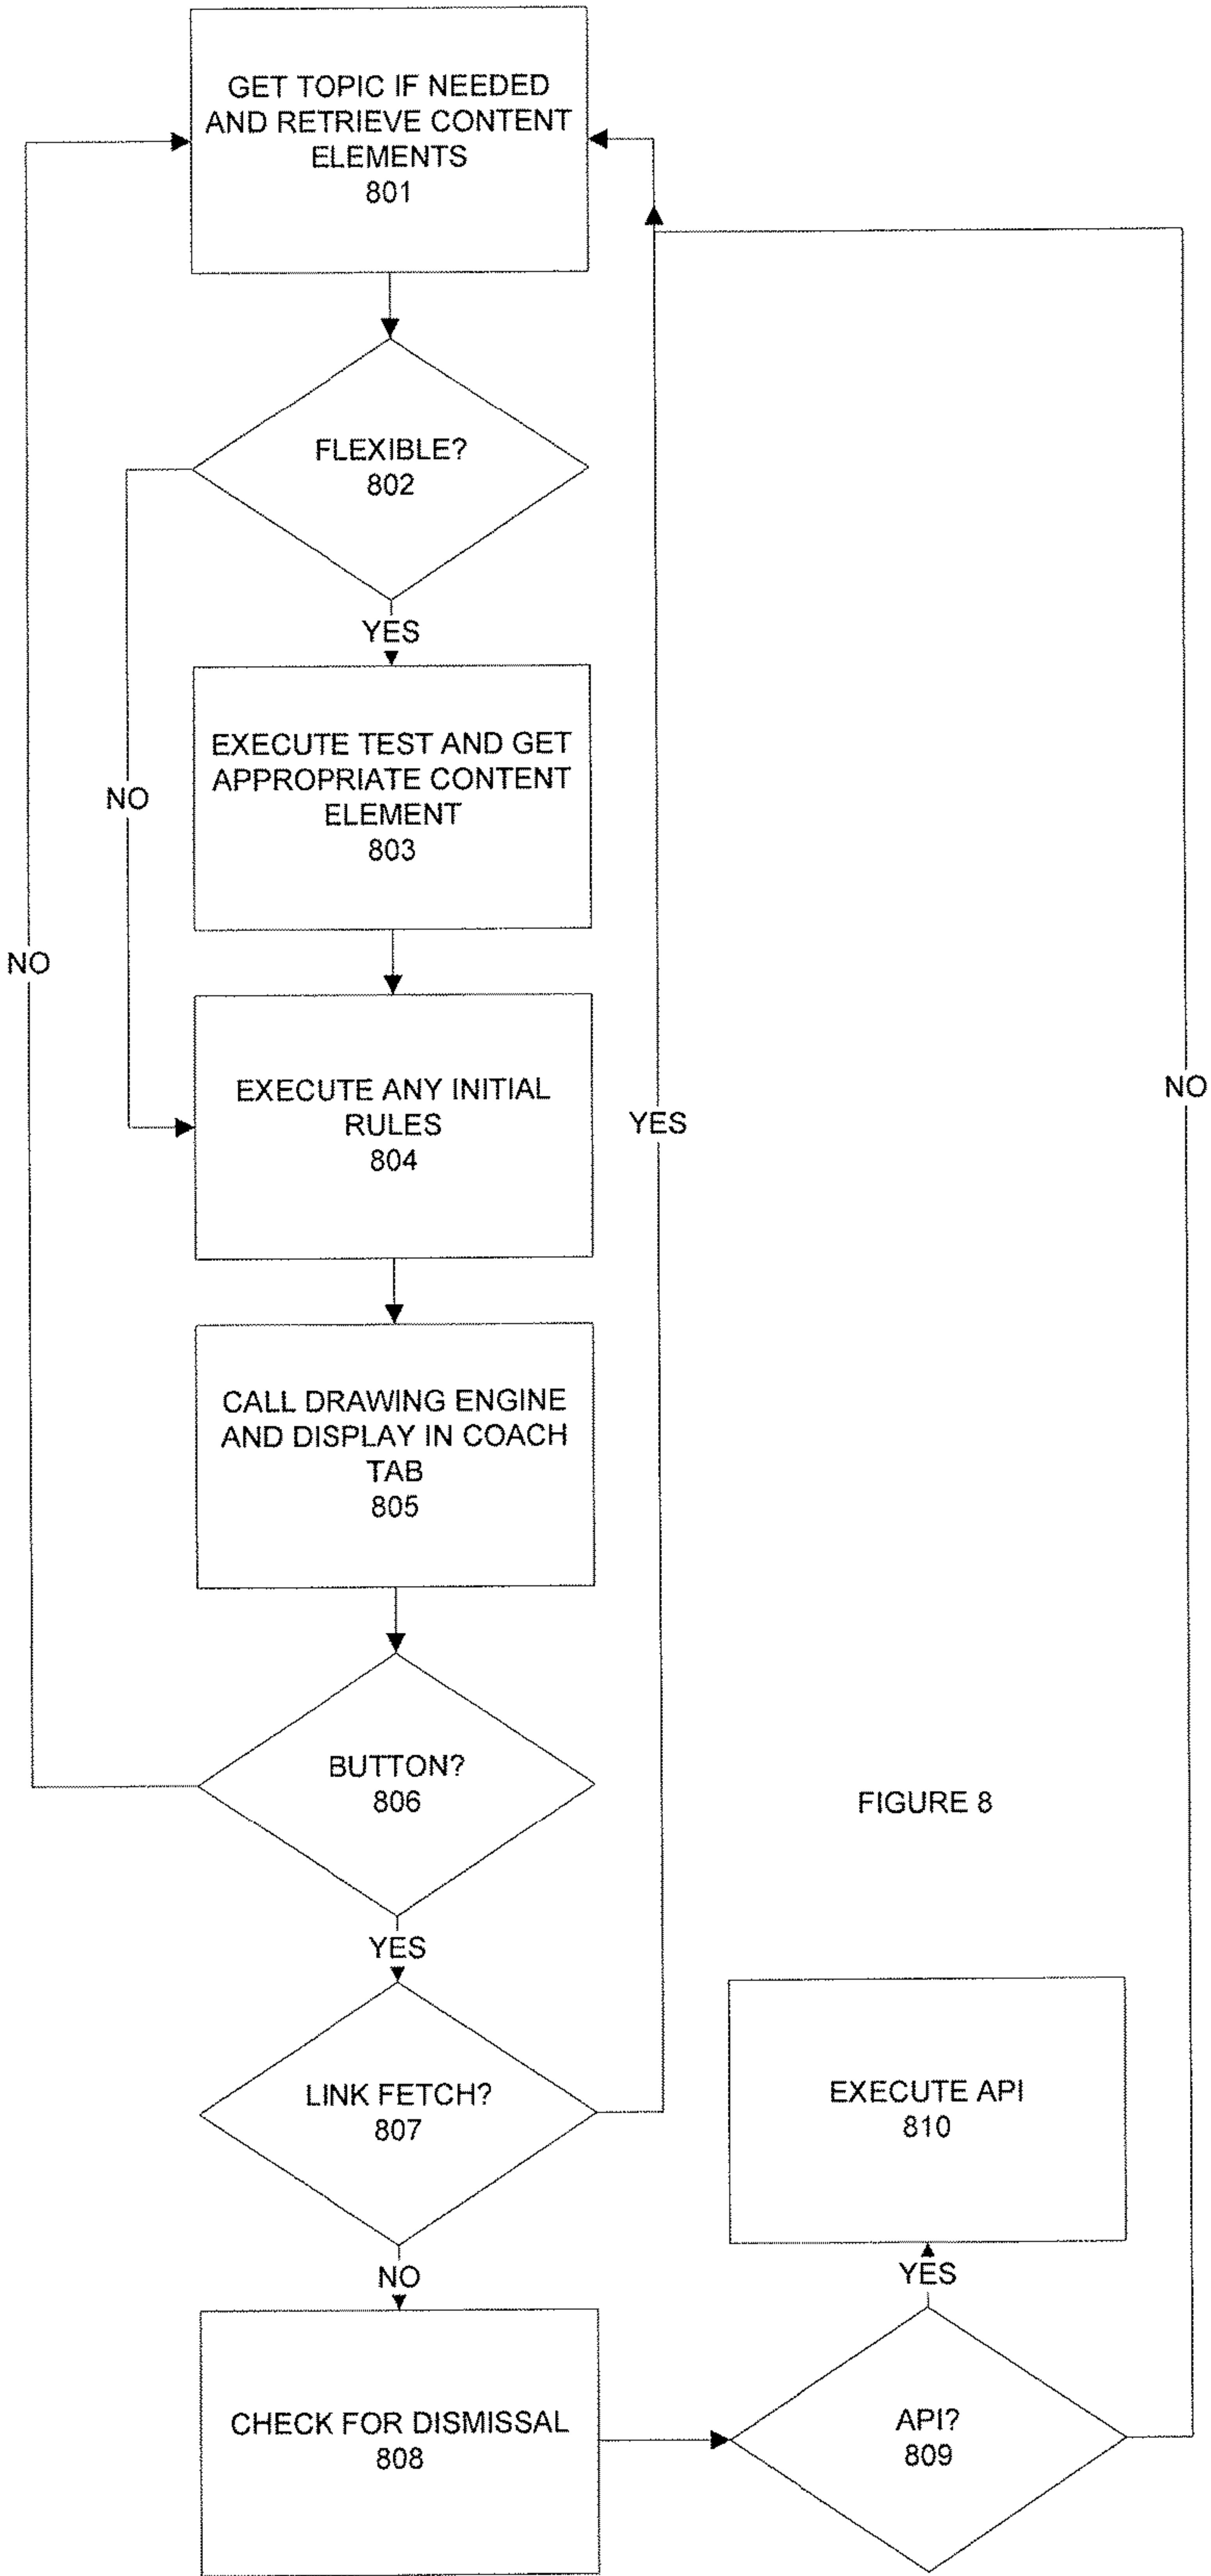 GET TOPIC IF NEEDED
AND RETRIEVE CONTENT
ELEMENTS
801
FLEXIBLE?
802
YES
EXECUTE TEST AND GET
APPROPRIATE CONTENT
ELEMENT
803
NO
NO
EXECUTE ANY INITIAL
RULES
804
YES
NO
CALL DRAWING ENGINE
AND DISPLAY IN COACH
TAB
805
BUTTON?
806
FIGURE 8
YES
LINK FETCH?
807
EXECUTE API
810
NO
YES
CHECK FOR DISMISSAL
808
API?
809